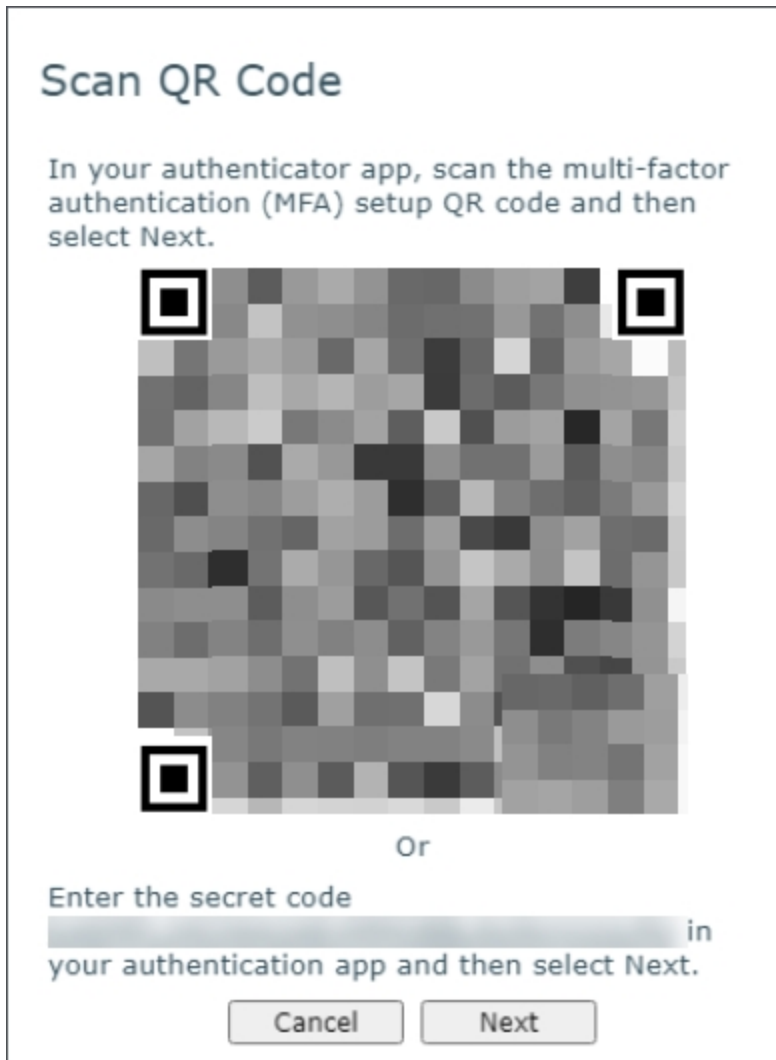 Scan QR Code
In your authenticator app, scan the multi-factor
authentication (MFA) setup QR code and then
select Next.
Or
Enter the secret code
in
your authentication app and then select Next.
Cancel Next